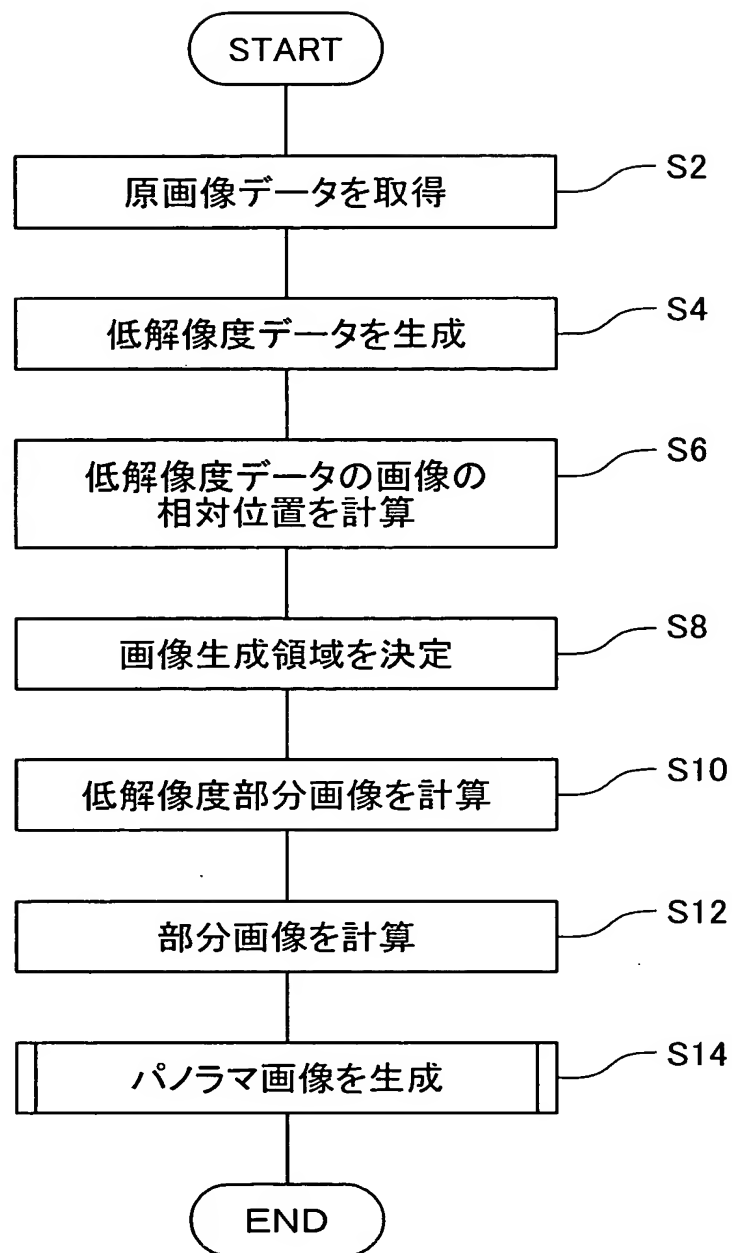 START
原画像データを取得
S2
低解像度データを生成
S4
低解像度データの画像の
相対位置を計算
S6
画像生成領域を決定
S8
低解像度部分画像を計算
S10
部分画像を計算
S12
パノラマ画像を生成
S14
END